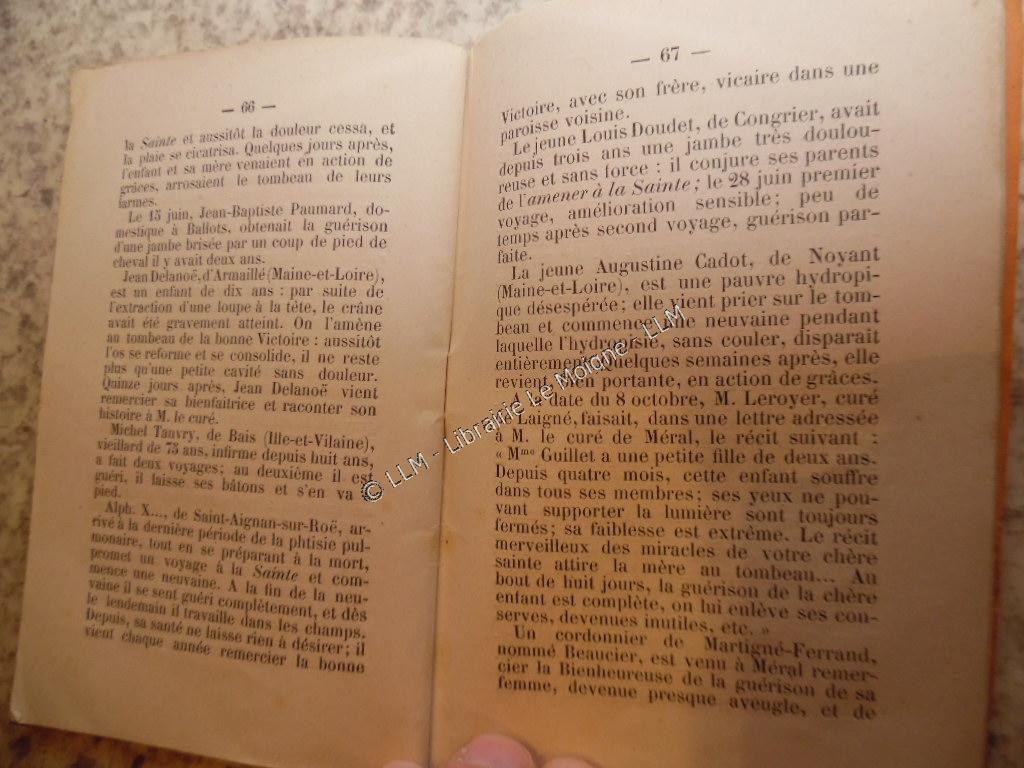 — 66 —
la Sainte et aussitôt la douleur cessa, et
la plaie se cicatrisa. Quelques jours après,
l'enfant et sa mère venaient en action de
grâces, arrosaient le tombeau de leurs
larmes.
Le 15 juin, Jean-Baptiste Paumard, do-
mestique à Ballots, obtenait la guérison
d'une jambe brisée par un coup de pied de
cheval il y avait deux ans.
Jean Delanoë, d'Armaillé (Maine-et-Loire),
est un enfant de dix ans : par suite de
l'extraction d'une loupe à la tête, le crâne
avait été gravement atteint. On l'amène
au tombeau de la bonne Victoire : aussitôt
l'os se reforme et se consolide, il ne reste
plus qu'une petite cavité sans douleur.
Quinze jours après, Jean Delanoë vient
remercier sa bienfaitrice et raconter son
histoire à M. le curé.
Michel Tauvry, de Bais (Ille-et-Vilaine),
vieillard de 75 ans, infirme depuis huit ans,
a fait deux voyages; au deuxième il est
guéri, il laisse ses bâtons et s'en va à
pied.
Alph. X..., de Saint-Aignan-sur-Roë, ar-
rivé à la dernière période de la phtisie pul-
monaire, tout en se préparant à la mort,
promet un voyage à la Sainte et com-
mence une neuvaine. A la fin de la neu-
vaine il se sent guéri complètement, et dès
le lendemain il travaille dans les champs.
Depuis, sa santé ne laisse rien à désirer; il
vient chaque année remercier la bonne
— 67 —
Victoire, avec son frère, vicaire dans une
paroisse voisine.
Le jeune Louis Doudet, de Congrier, avait
depuis trois ans une jambe très doulou-
reuse et sans force : il conjure ses parents
de l'amener à la Sainte; le 28 juin premier
voyage, amélioration sensible; peu de
temps après second voyage, guérison par-
faite.
La jeune Augustine Cadot, de Noyant
(Maine-et-Loire), est une pauvre hydropi-
que désespérée; elle vient prier sur le tom-
beau et commence une neuvaine pendant
laquelle l'hydropisie, sans couler, disparait
entièrement. Quelques semaines après, elle
revient, bien portante, en action de grâces.
A la date du 8 octobre, M. Leroyer, curé
de Laigné, faisait, dans une lettre adressée
à M. le curé de Méral, le récit suivant :
« Mme Guillet a une petite fille de deux ans.
Depuis quatre mois, cette enfant souffre
dans tous ses membres; ses yeux ne pou-
vant supporter la lumière sont toujours
fermés; sa faiblesse est extrême. Le récit
merveilleux des miracles de votre chère
sainte attire la mère au tombeau... Au
bout de huit jours, la guérison de la chère
enfant est complète, on lui enlève ses con-
serves, devenues inutiles, etc. »
Un cordonnier de Martigné-Ferrand,
nommé Beaucier, est venu à Méral remer-
cier la Bienheureuse de la guérison de sa
femme, devenue presque aveugle, et de
© LLM - Librairie Le Moigne - LLM